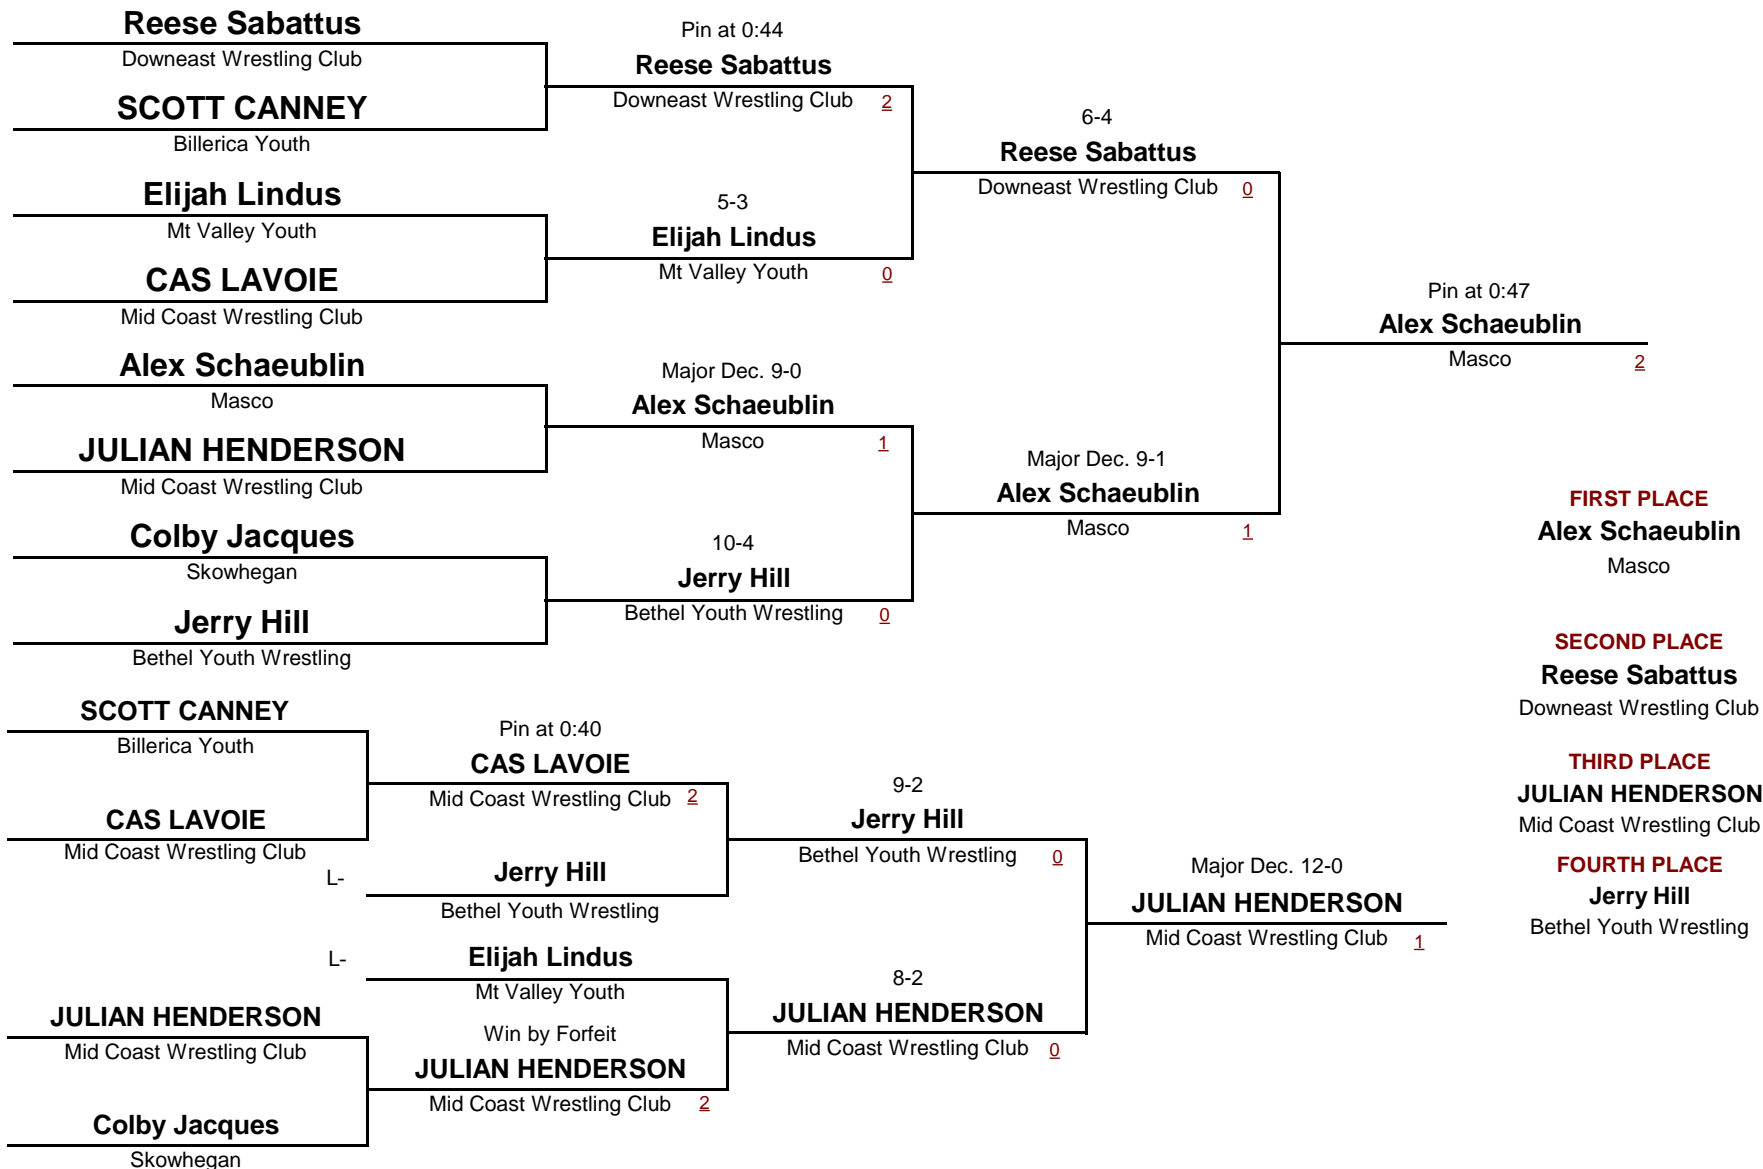 Reese Sabattus
Downeast Wrestling Club
SCOTT CANNEY
Billerica Youth
Elijah Lindus
Mt Valley Youth
CAS LAVOIE
Mid Coast Wrestling Club
Alex Schaeublin
Masco
JULIAN HENDERSON
Mid Coast Wrestling Club
Colby Jacques
Skowhegan
Jerry Hill
Bethel Youth Wrestling
Pin at 0:44
Reese Sabattus
Downeast Wrestling Club 2
5-3
Elijah Lindus
Mt Valley Youth 0
Major Dec. 9-0
Alex Schaeublin
Masco 1
10-4
Jerry Hill
Bethel Youth Wrestling 0
6-4
Reese Sabattus
Downeast Wrestling Club 0
Major Dec. 9-1
Alex Schaeublin
Masco 1
Pin at 0:47
Alex Schaeublin
Masco 2
FIRST PLACE
Alex Schaeublin
Masco
SECOND PLACE
Reese Sabattus
Downeast Wrestling Club
THIRD PLACE
JULIAN HENDERSON
Mid Coast Wrestling Club
FOURTH PLACE
Jerry Hill
Bethel Youth Wrestling
SCOTT CANNEY
Billerica Youth
CAS LAVOIE
Mid Coast Wrestling Club
JULIAN HENDERSON
Mid Coast Wrestling Club
Colby Jacques
Skowhegan
Pin at 0:40
CAS LAVOIE
Mid Coast Wrestling Club 2
L-
Jerry Hill
Bethel Youth Wrestling
L-
Elijah Lindus
Mt Valley Youth
Win by Forfeit
JULIAN HENDERSON
Mid Coast Wrestling Club 2
9-2
Jerry Hill
Bethel Youth Wrestling 0
8-2
JULIAN HENDERSON
Mid Coast Wrestling Club 0
Major Dec. 12-0
JULIAN HENDERSON
Mid Coast Wrestling Club 1